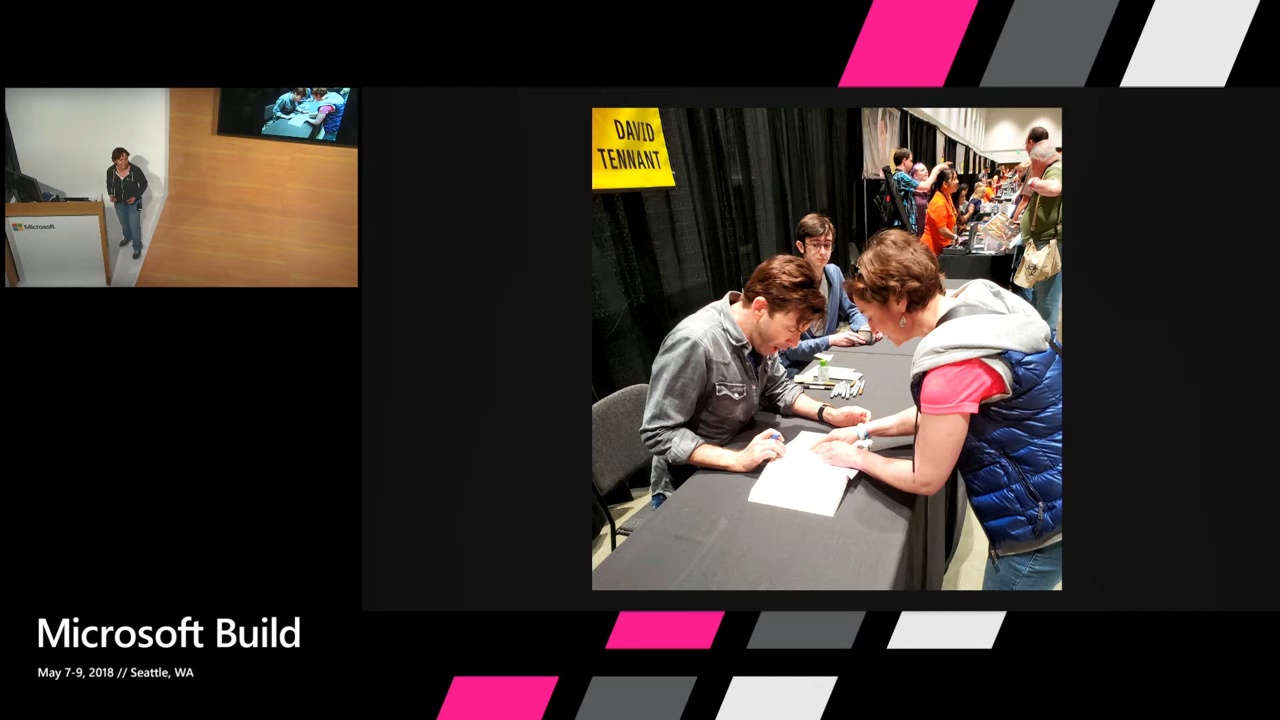 DAVID
TENNANT
Microsoft
Microsoft Build
May 7-9, 2018 // Seattle, WA